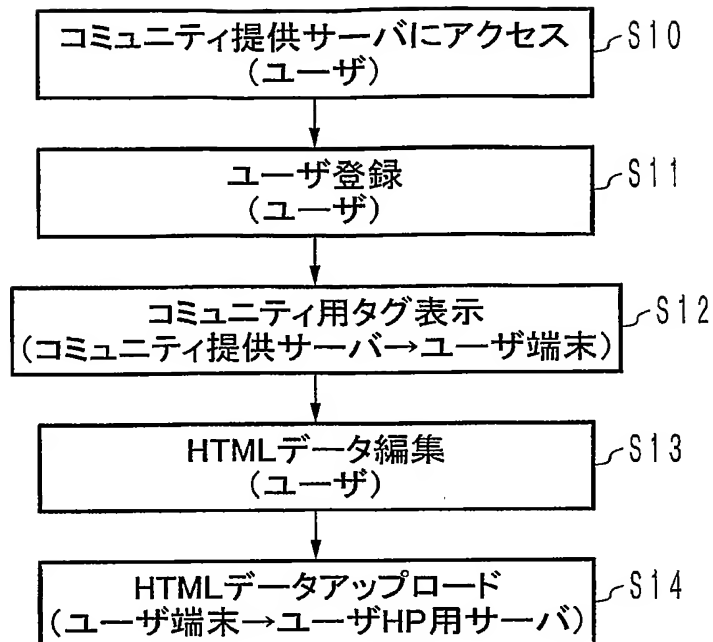 コミュニティ提供サーバにアクセス
(ユーザ)
S10
ユーザ登録
(ユーザ)
S11
コミュニティ用タグ表示
(コミュニティ提供サーバ→ユーザ端末)
S12
HTMLデータ編集
(ユーザ)
S13
HTMLデータアップロード
(ユーザ端末→ユーザHP用サーバ)
S14